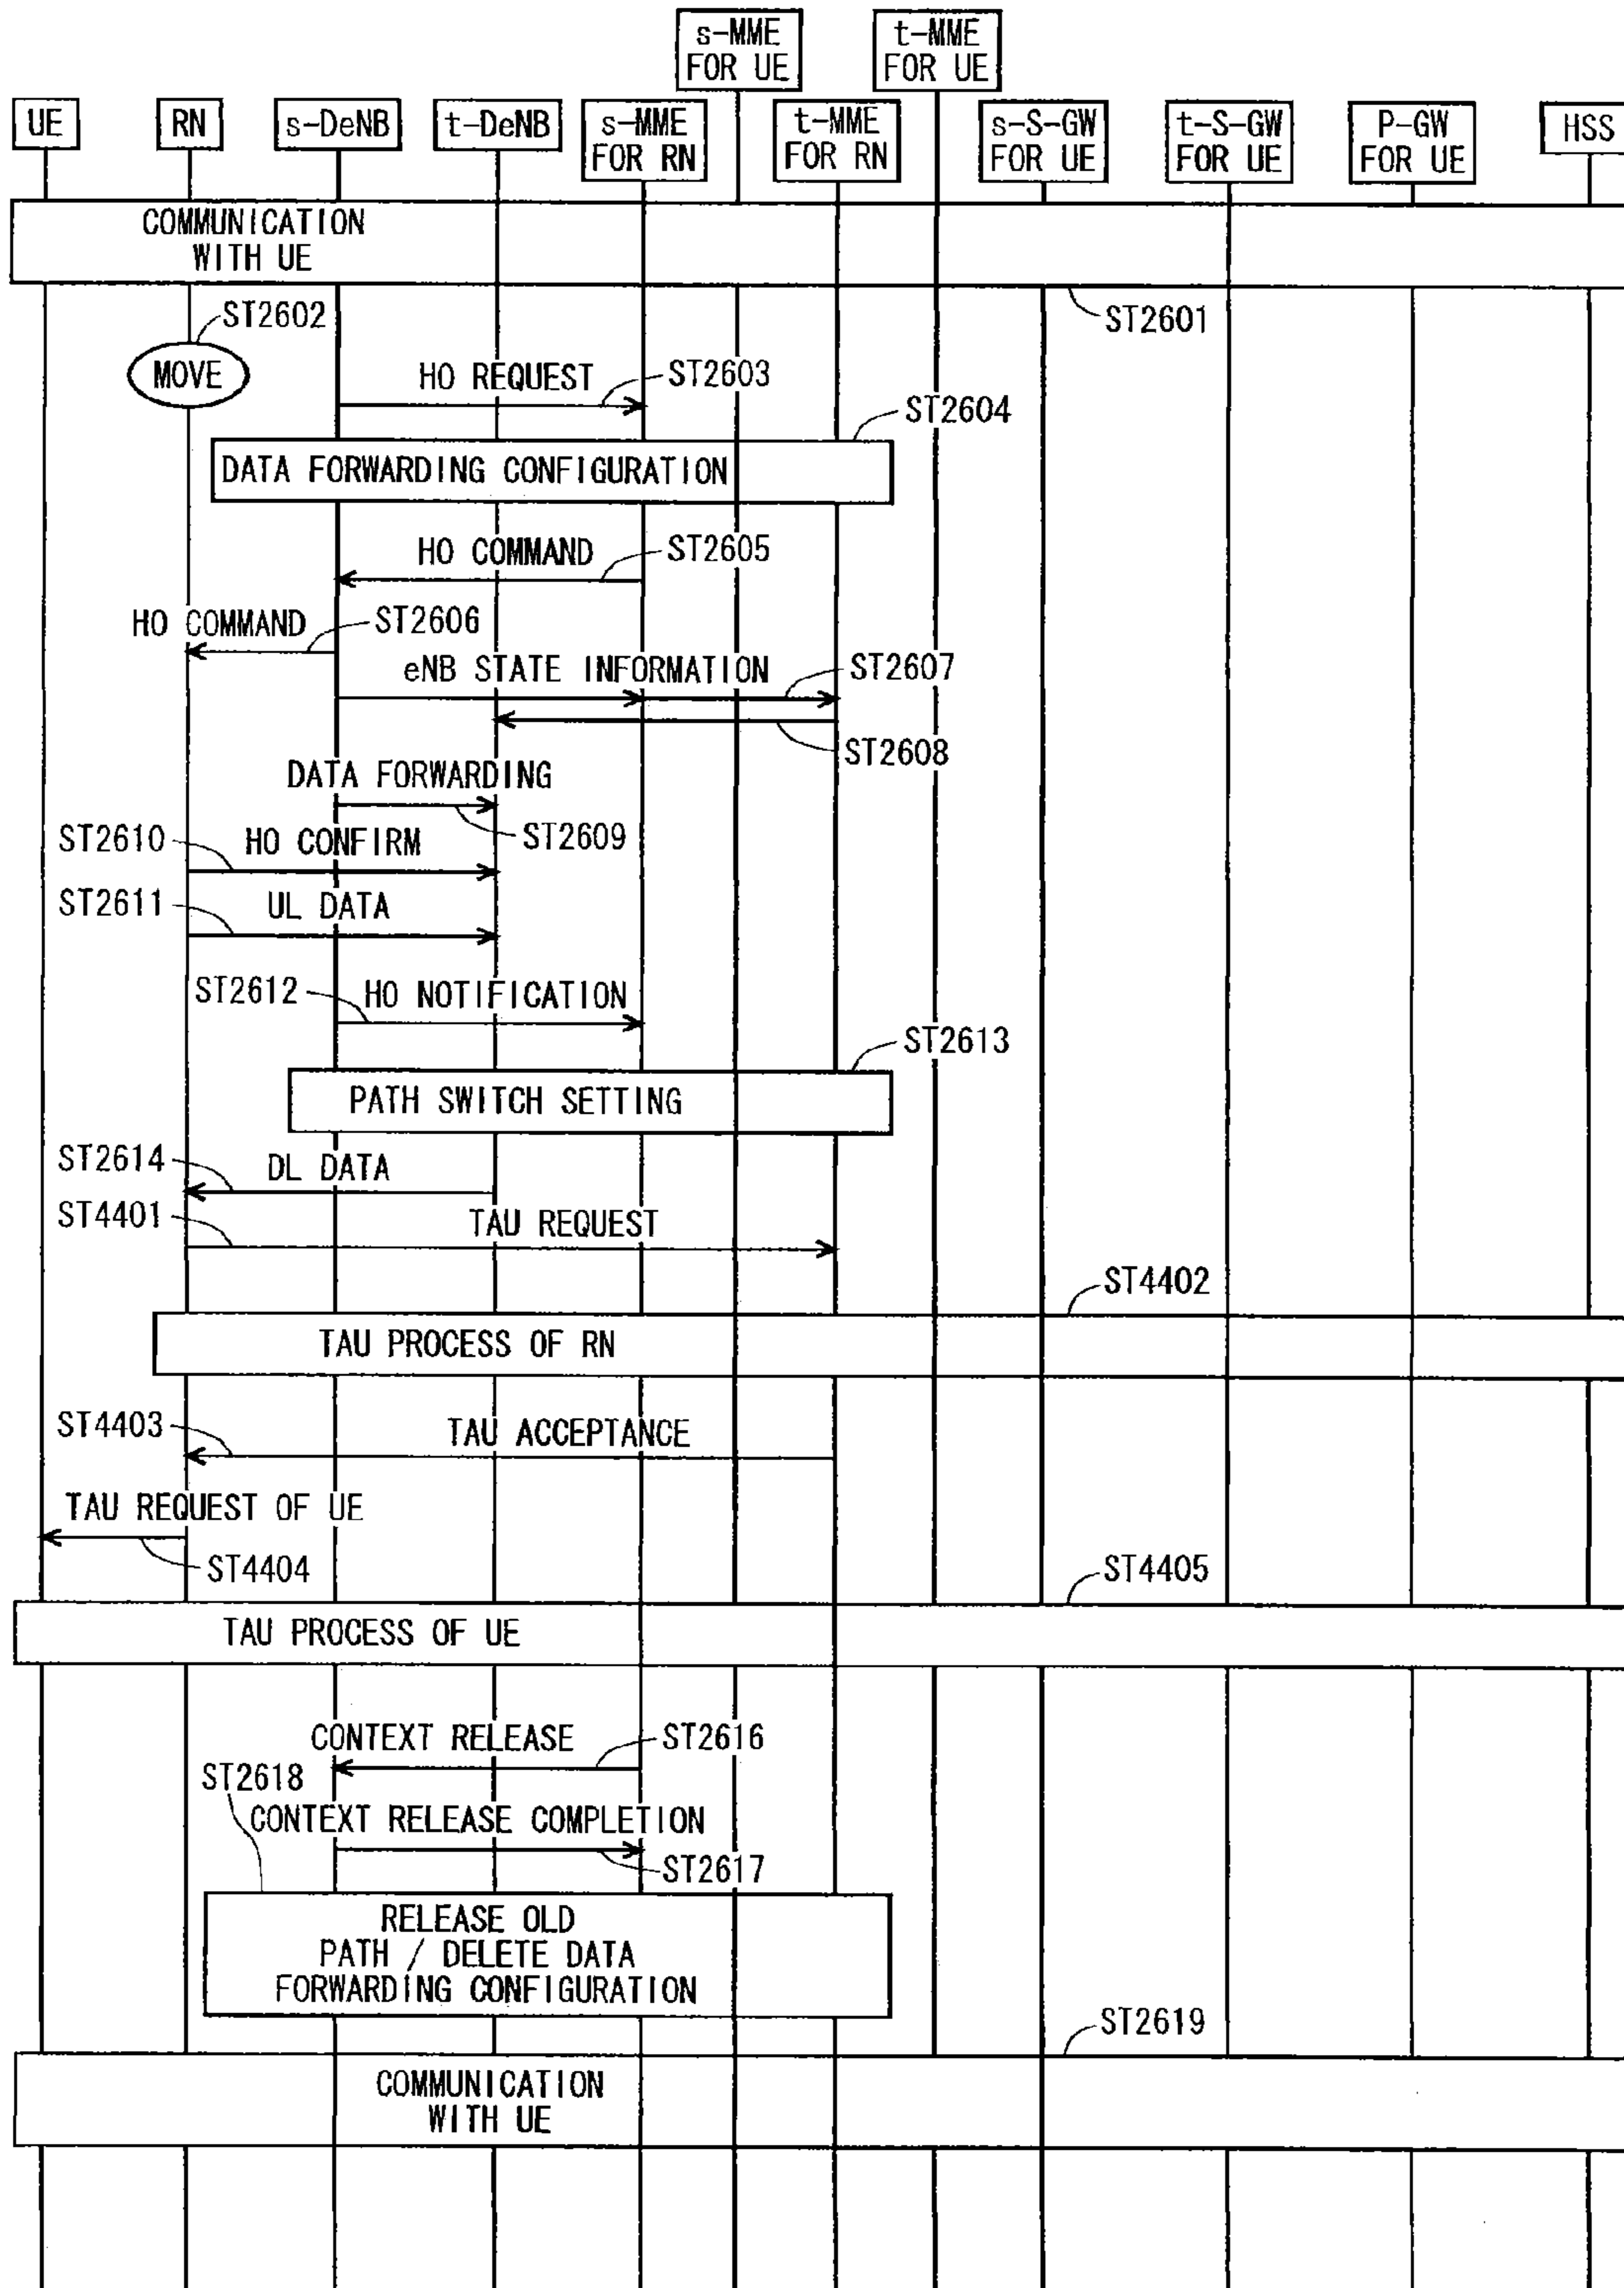 s-MME
FOR UE
t-MME
FOR UE
UE
RN
s-DeNB
t-DeNB
s-MME
FOR RN
t-MME
FOR RN
s-S-GW
FOR UE
t-S-GW
FOR UE
P-GW
FOR UE
HSS
COMMUNICATION
WITH UE
ST2601
ST2602
MOVE
HO REQUEST
ST2603
ST2604
DATA FORWARDING CONFIGURATION
HO COMMAND
ST2605
HO COMMAND
ST2606
eNB STATE INFORMATION
ST2607
ST2608
DATA FORWARDING
ST2609
ST2610
HO CONFIRM
ST2611
UL DATA
ST2612
HO NOTIFICATION
ST2613
PATH SWITCH SETTING
ST2614
DL DATA
ST4401
TAU REQUEST
ST4402
TAU PROCESS OF RN
ST4403
TAU ACCEPTANCE
TAU REQUEST OF UE
ST4404
ST4405
TAU PROCESS OF UE
CONTEXT RELEASE
ST2616
ST2618
CONTEXT RELEASE COMPLETION
ST2617
RELEASE OLD
PATH / DELETE DATA
FORWARDING CONFIGURATION
ST2619
COMMUNICATION
WITH UE